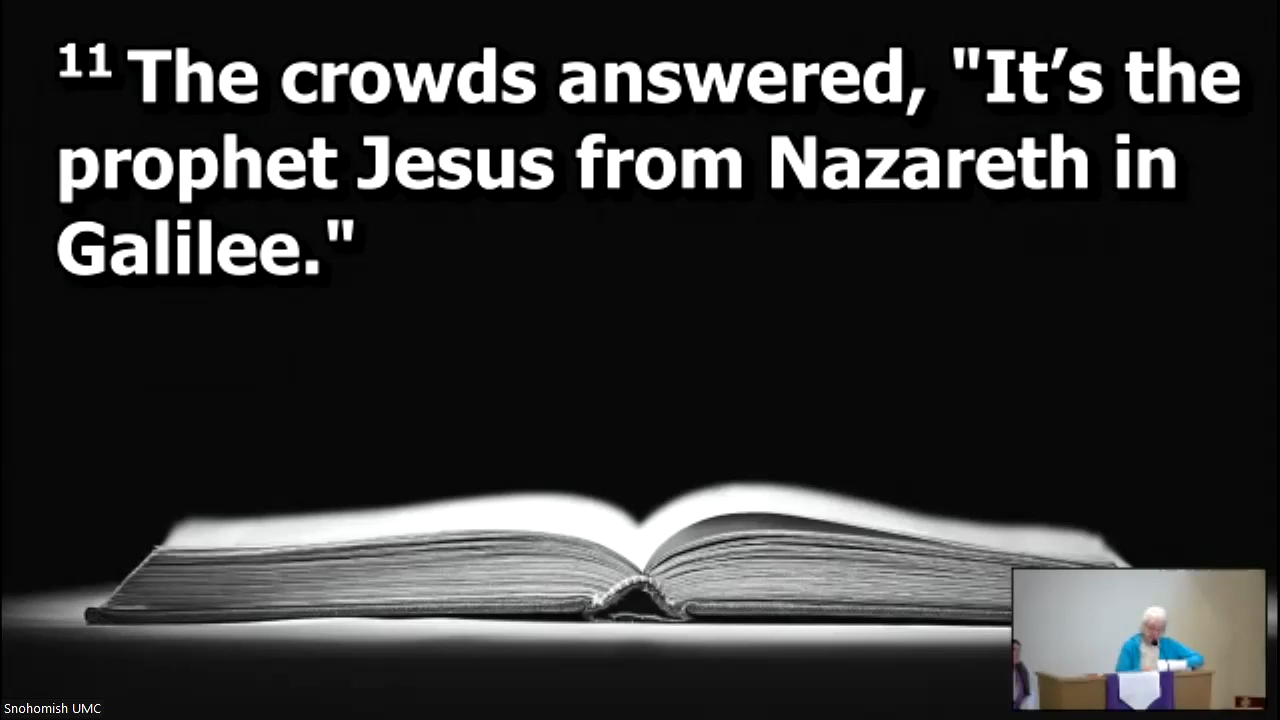 11 The crowds answered, "It’s the
prophet Jesus from Nazareth in
Galilee."
Snohomish UMC